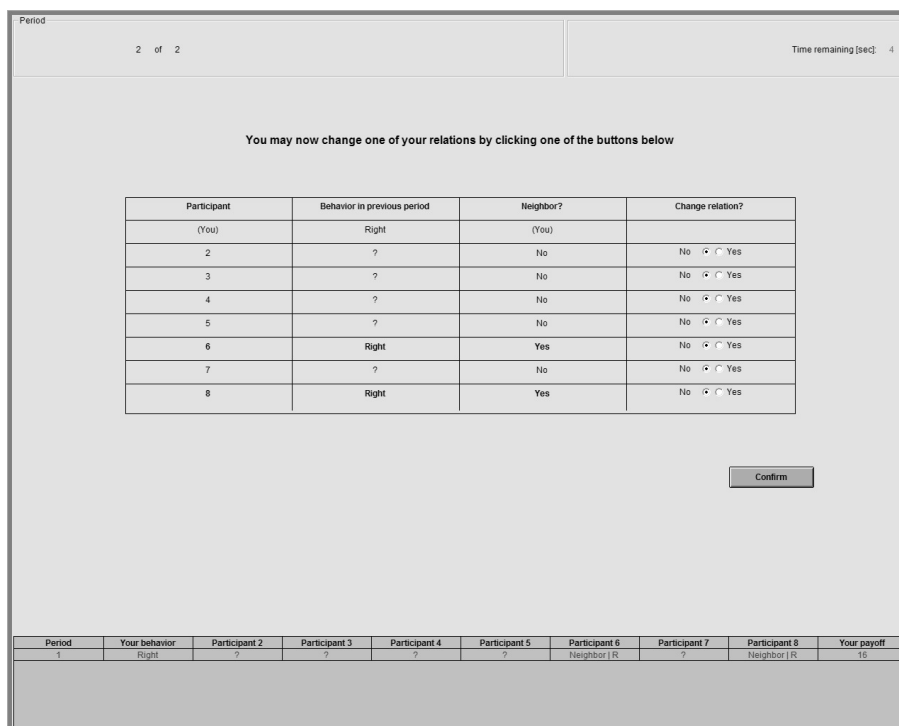 Period
2 of 2
Time remaining [sec]: 4
You may now change one of your relations by clicking one of the buttons below
Participant Behavior in previous period Neighbor? Change relation?
(You) Right (You)
2 ? No No Yes
3 ? No No Yes
4 ? No No Yes
5 ? No No Yes
6 Right Yes No Yes
7 ? No No Yes
8 Right Yes No Yes
Confirm
Period Your behavior Participant 2 Participant 3 Participant 4 Participant 5 Participant 6 Participant 7 Participant 8 Your payoff
1 Right ? ? ? ? Neighbor | R ? Neighbor | R 16